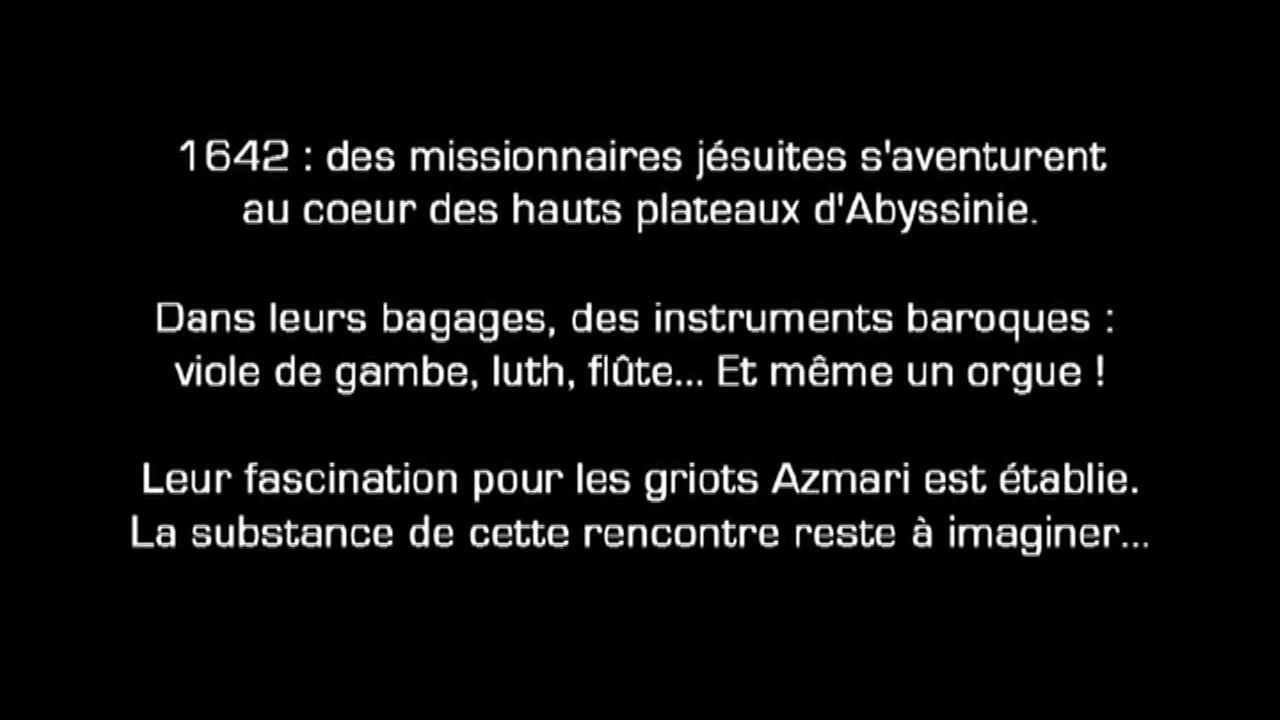 1642 : des missionnaires jésuites s'aventurent
au coeur des hauts plateaux d'Abyssinie.
Dans leurs bagages, des instruments baroques :
viole de gambe, luth, flûte... Et même un orgue !
Leur fascination pour les griots Azmari est établie.
La substance de cette rencontre reste à imaginer...